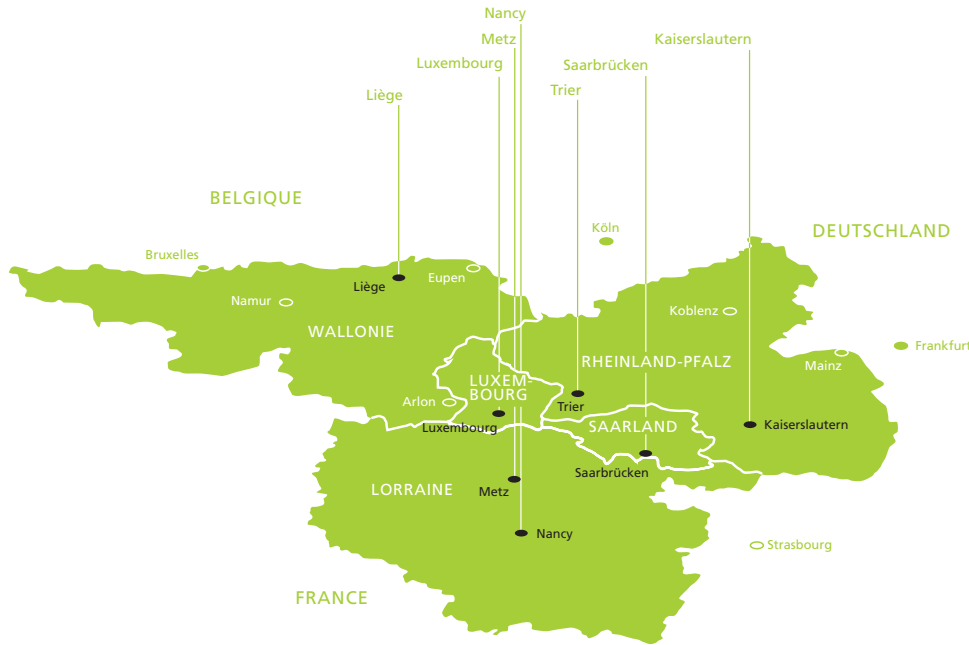 Nancy
Metz
Kaiserslautern
Luxembourg
Saarbrücken
Trier
Liège
BELGIQUE
Köln
DEUTSCHLAND
Bruxelles
Eupen
Liège
Namur
Koblenz
WALLONIE
Frankfurt
RHEINLAND-PFALZ
Mainz
LUXEM-
BOURG
Arlon
Trier
Luxembourg
SAARLAND
Kaiserslautern
Saarbrücken
LORRAINE
Metz
Nancy
Strasbourg
FRANCE